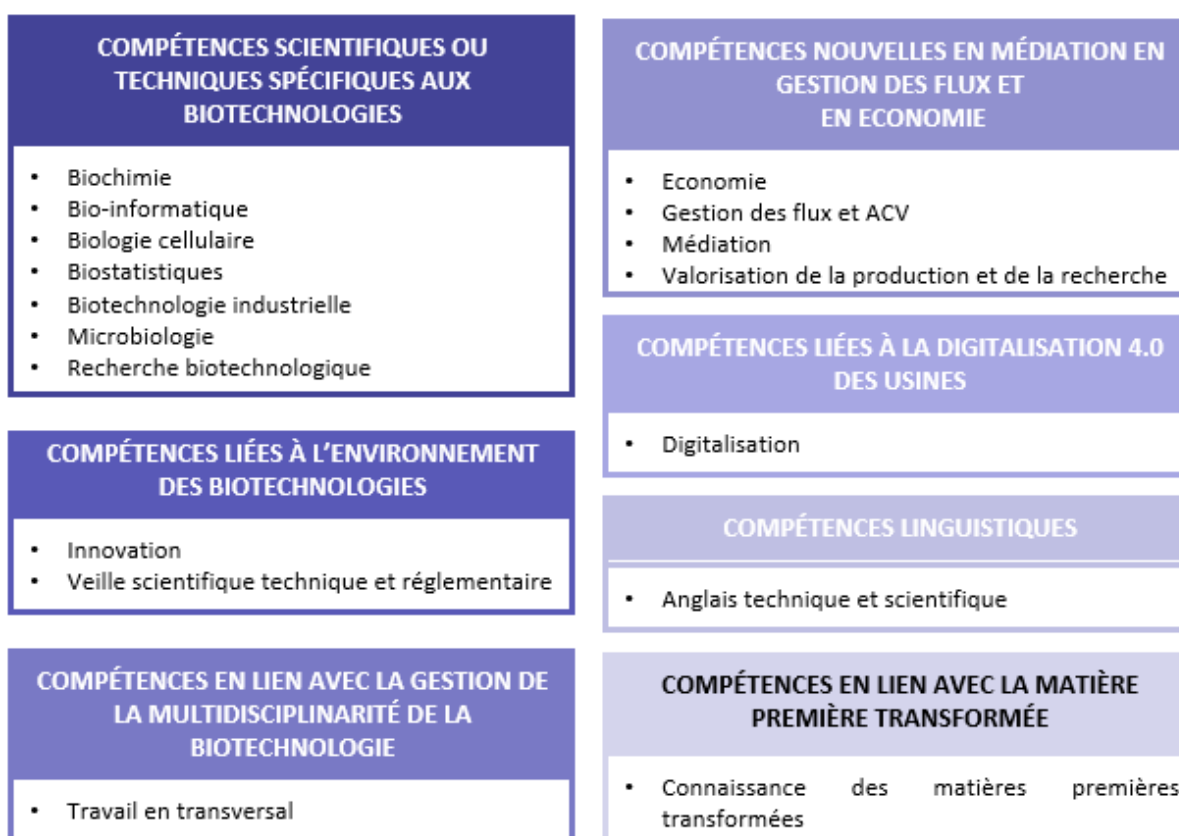 COMPÉTENCES SCIENTIFIQUES OU
TECHNIQUES SPÉCIFIQUES AUX
BIOTECHNOLOGIES
• Biochimie
• Bio-informatique
• Biologie cellulaire
• Biostatistiques
• Biotechnologie industrielle
• Microbiologie
• Recherche biotechnologique
COMPÉTENCES LIÉES À L’ENVIRONNEMENT
DES BIOTECHNOLOGIES
• Innovation
• Veille scientifique technique et réglementaire
COMPÉTENCES EN LIEN AVEC LA GESTION DE
LA MULTIDISCIPLINARITÉ DE LA
BIOTECHNOLOGIE
• Travail en transversal
COMPÉTENCES NOUVELLES EN MÉDIATION EN
GESTION DES FLUX ET
EN ECONOMIE
• Economie
• Gestion des flux et ACV
• Médiation
• Valorisation de la production et de la recherche
COMPÉTENCES LIÉES À LA DIGITALISATION 4.0
DES USINES
• Digitalisation
COMPÉTENCES LINGUISTIQUES
• Anglais technique et scientifique
COMPÉTENCES EN LIEN AVEC LA MATIÈRE
PREMIÈRE TRANSFORMÉE
• Connaissance des matières premières
transformées